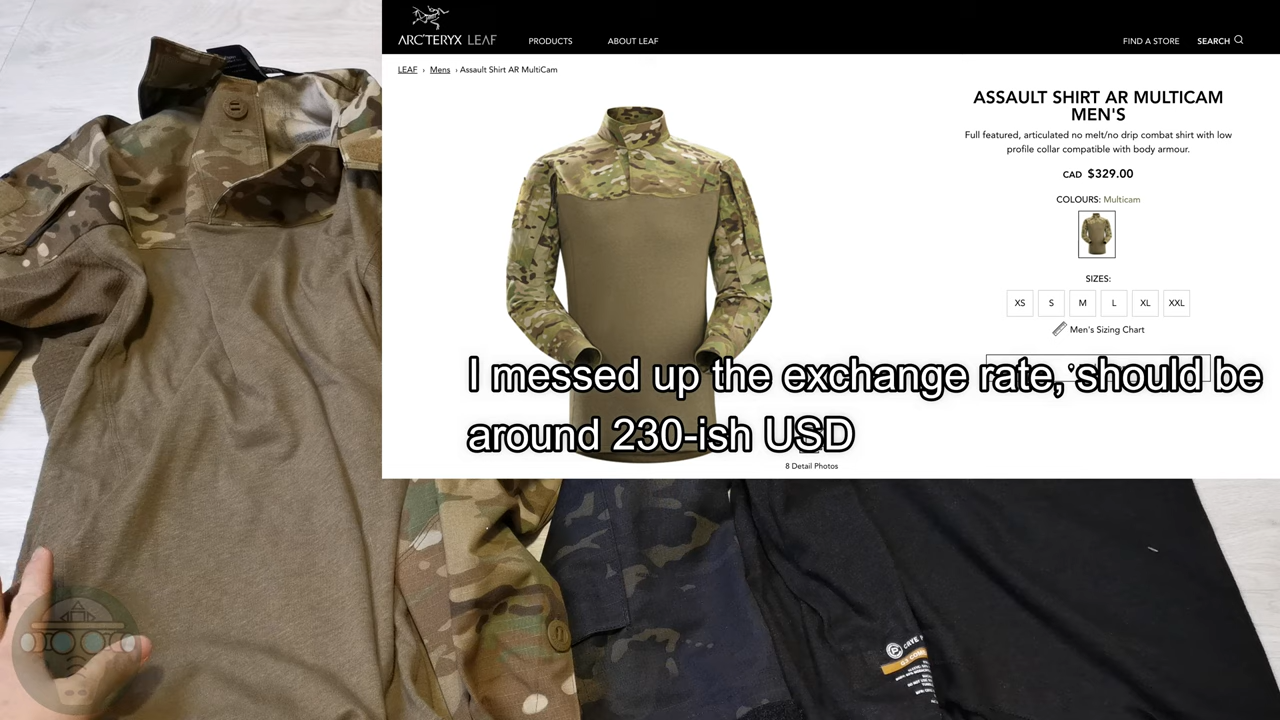 ARC'TERYX LEAF
PRODUCTS
ABOUT LEAF
FIND A STORE
SEARCH
LEAF › Mens › Assault Shirt AR MultiCam
ASSAULT SHIRT AR MULTICAM
MEN'S
Full featured, articulated no melt/no drip combat shirt with low
profile collar compatible with body armour.
CAD $329.00
COLOURS: Multicam
SIZES:
XS
S
M
L
XL
XXL
Men's Sizing Chart
I messed up the exchange rate, should be
around 230-ish USD
8 Detail Photos
CRYE